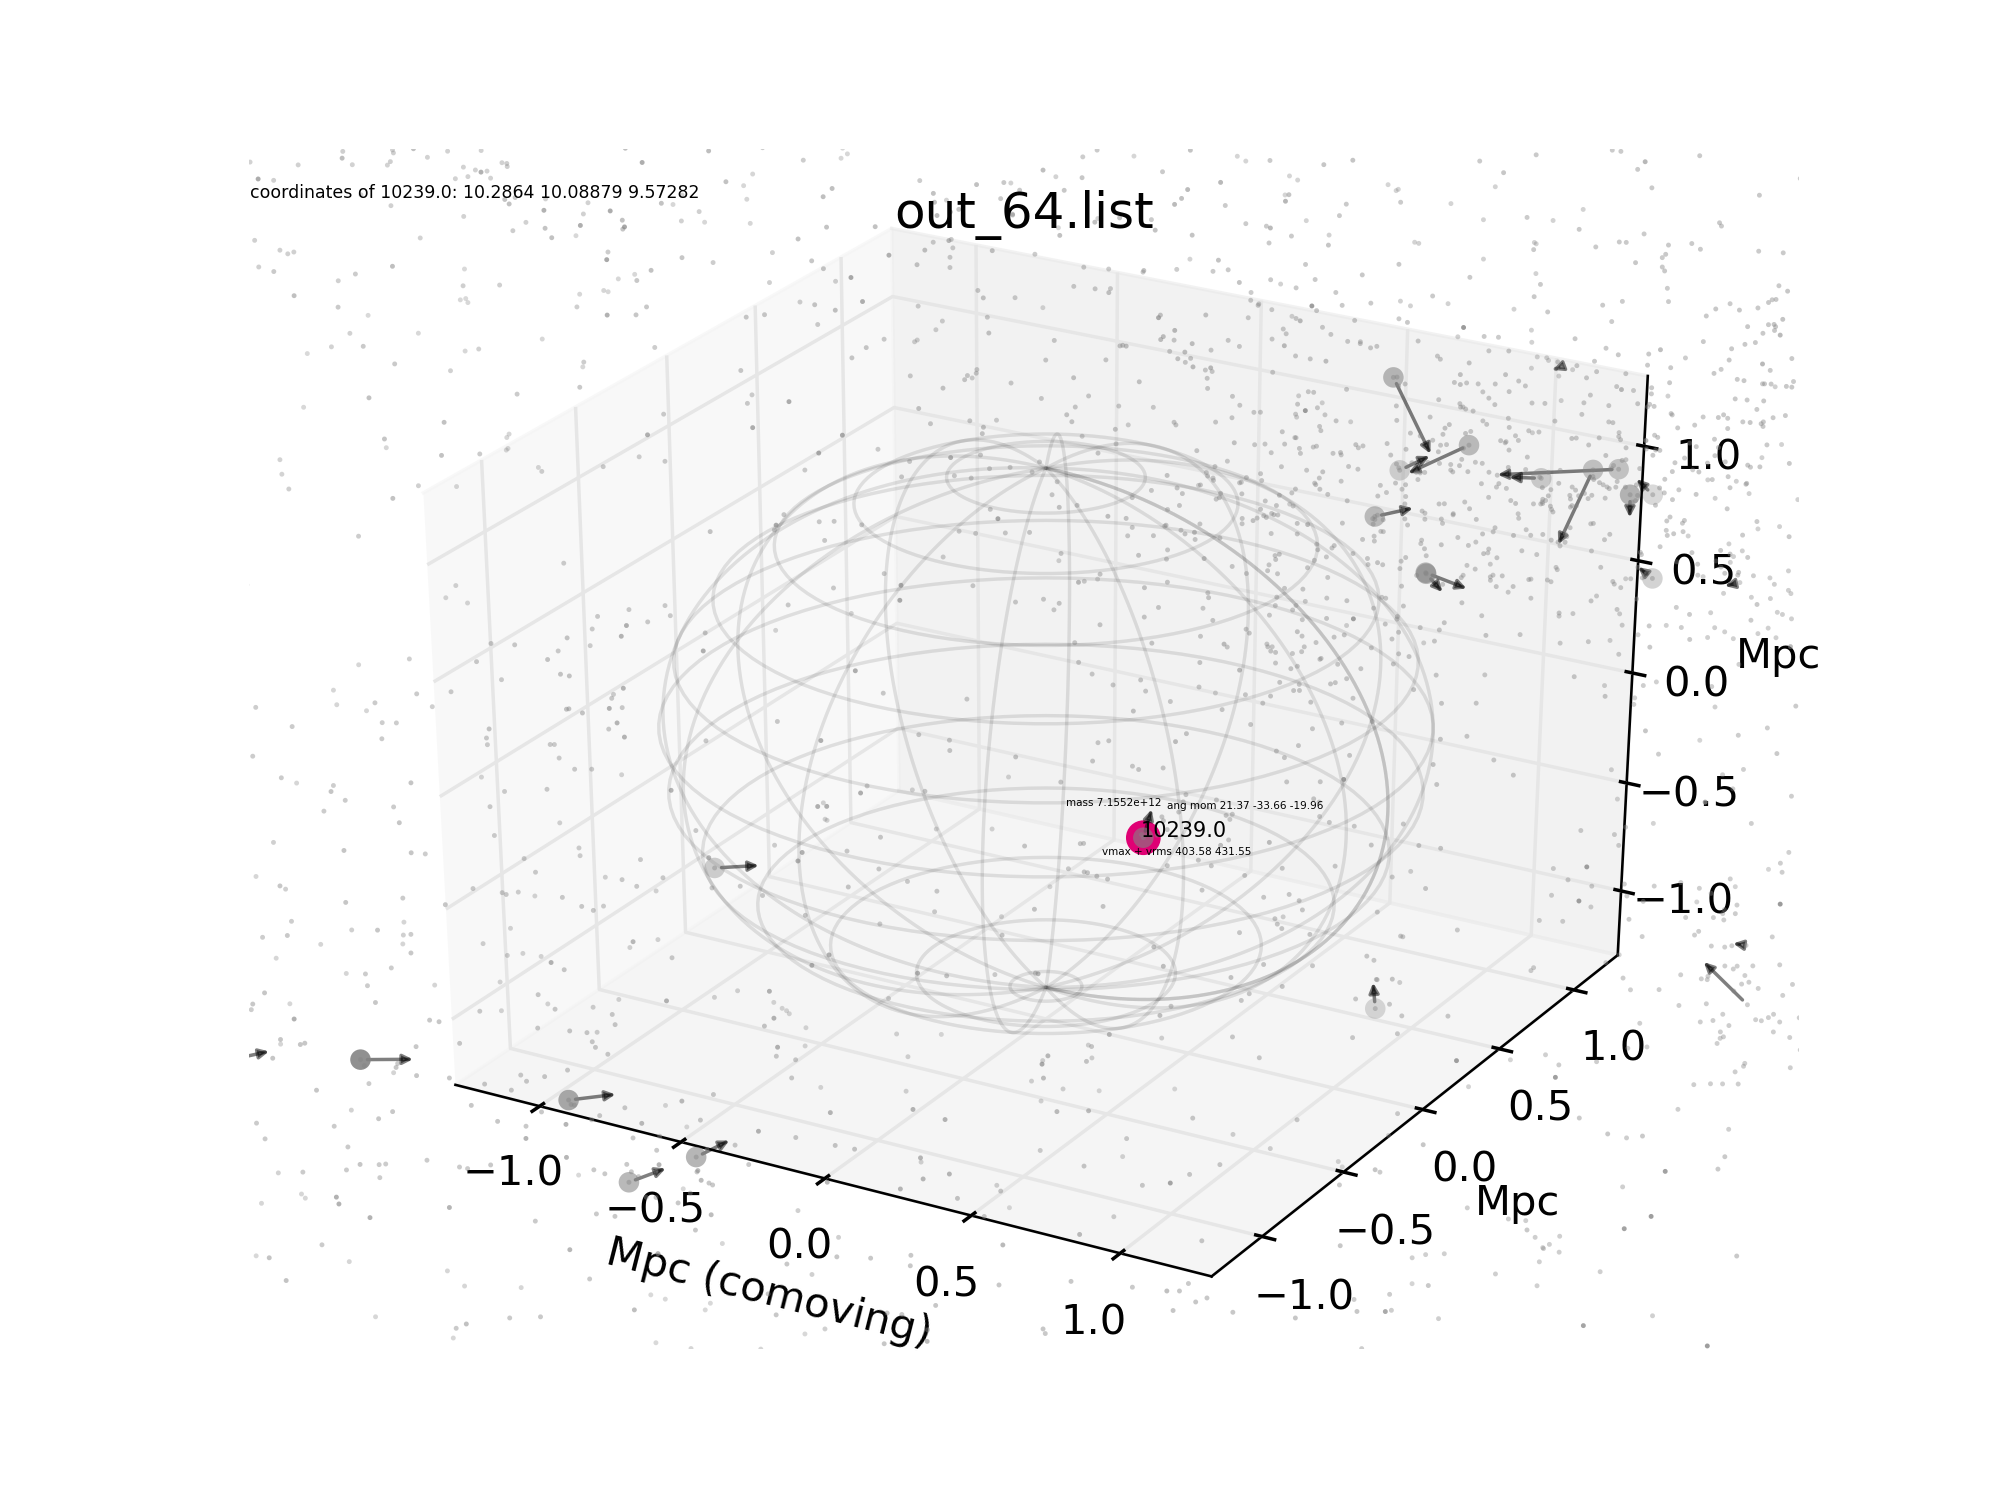 coordinates of 10239.0: 10.2864 10.08879 9.57282
out_64.list
1.0
0.5
Mpc
0.0
−0.5
−1.0
mass 7.1552e+12
ang mom 21.37 -33.66 -19.96
10239.0
vmax + vrms 403.58 431.55
1.0
0.5
0.0
Mpc
−0.5
−1.0
−1.0
−0.5
0.0
0.5
1.0
Mpc (comoving)